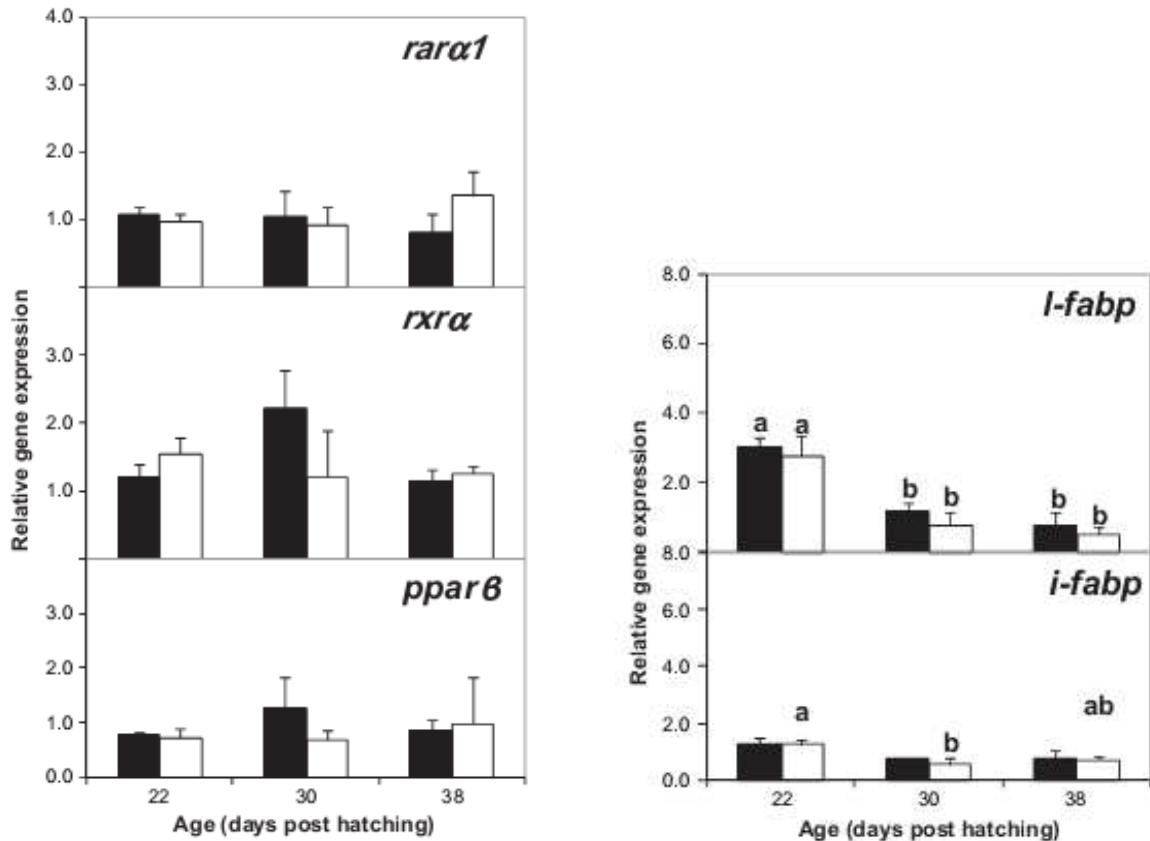 4.0
rarα1
3.0
2.0
1.0
rxrα
3.0
2.0
1.0
pparβ
3.0
2.0
1.0
0.0
22 30 38
Age (days post hatching)
Relative gene expression
8.0
l-fabp
6.0
4.0
a a
2.0
b b
b b
8.0
i-fabp
6.0
4.0
2.0
a
b
ab
0.0
22 30 38
Age (days post hatching)
Relative gene expression
Relative gene expression